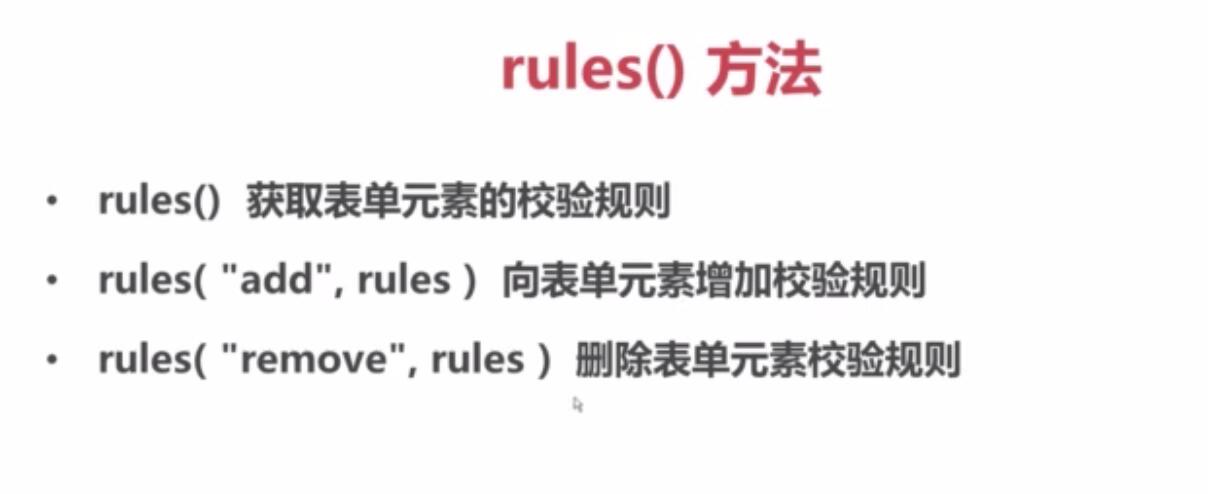 rules() 方法
• rules() 获取表单元素的校验规则
• rules( "add", rules ) 向表单元素增加校验规则
• rules( "remove", rules ) 删除表单元素校验规则